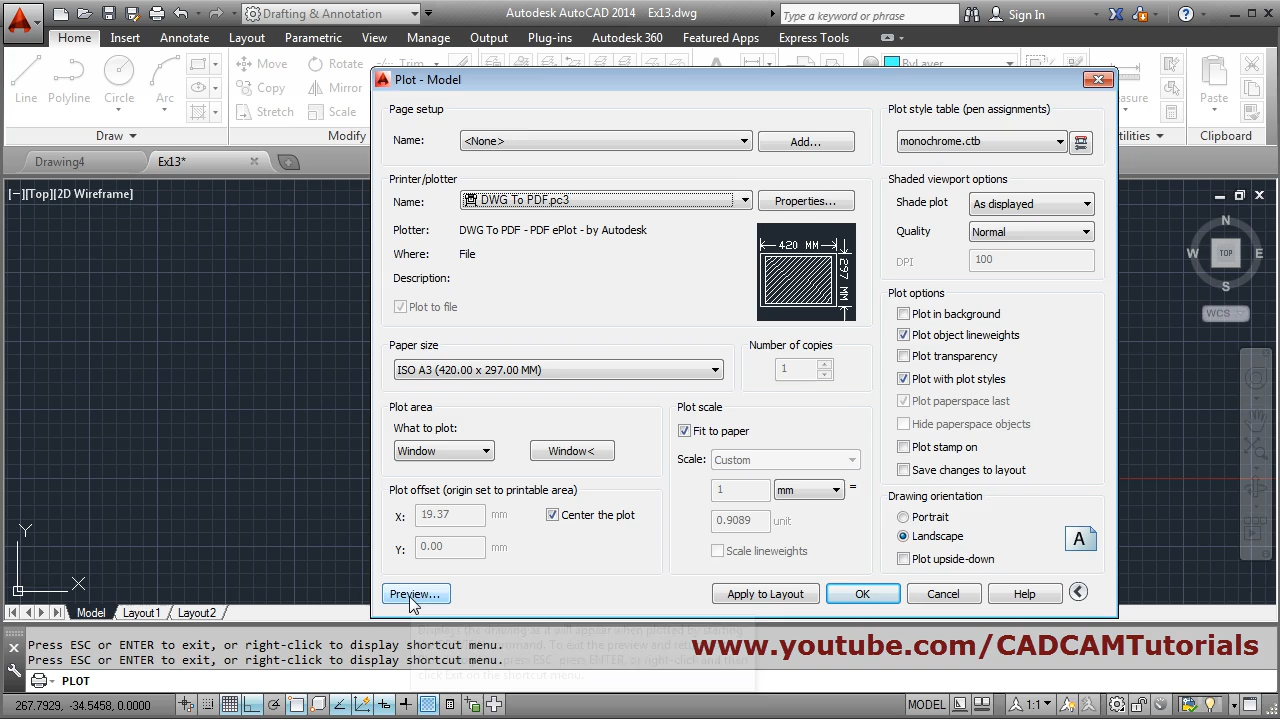 Drafting & Annotation
Autodesk AutoCAD 2014 Ex13.dwg
Type a keyword or phrase
Sign In
Home Insert Annotate Layout Parametric View Manage Output Plug-ins Autodesk 360 Featured Apps Express Tools
Line Polyline Circle Arc
Move Rotate Trim
Copy Mirror
Stretch Scale
ByLayer
Paste
Draw
Modify
Drawing4
Ex13*
[−][Top][2D Wireframe]
Plot - Model
Page setup
Name: <None> Add...
Printer/plotter
Name: DWG To PDF.pc3 Properties...
Plotter: DWG To PDF - PDF ePlot - by Autodesk
Where: File
Description:
Plot to file
420 MM
297 MM
Paper size
ISO A3 (420.00 x 297.00 MM)
Number of copies
1
Plot area
What to plot:
Window Window<
Plot offset (origin set to printable area)
X: 19.37 mm Center the plot
Y: 0.00 mm
Plot scale
Fit to paper
Scale: Custom
1 mm =
0.9089 unit
Scale lineweights
Plot style table (pen assignments)
monochrome.ctb
Shaded viewport options
Shade plot As displayed
Quality Normal
DPI 100
Plot options
Plot in background
Plot object lineweights
Plot transparency
Plot with plot styles
Plot paperspace last
Hide paperspace objects
Plot stamp on
Save changes to layout
Drawing orientation
Portrait
Landscape
Plot upside-down
A
Preview... Apply to Layout OK Cancel Help
N
W TOP E
S
WCS
Y
X
Model Layout1 Layout2
Press ESC or ENTER to exit, or right-click to display shortcut menu.
Press ESC or ENTER to exit, or right-click to display shortcut menu.
PLOT
www.youtube.com/CADCAMTutorials
267.7929, -34.5458, 0.0000
MODEL
1:1